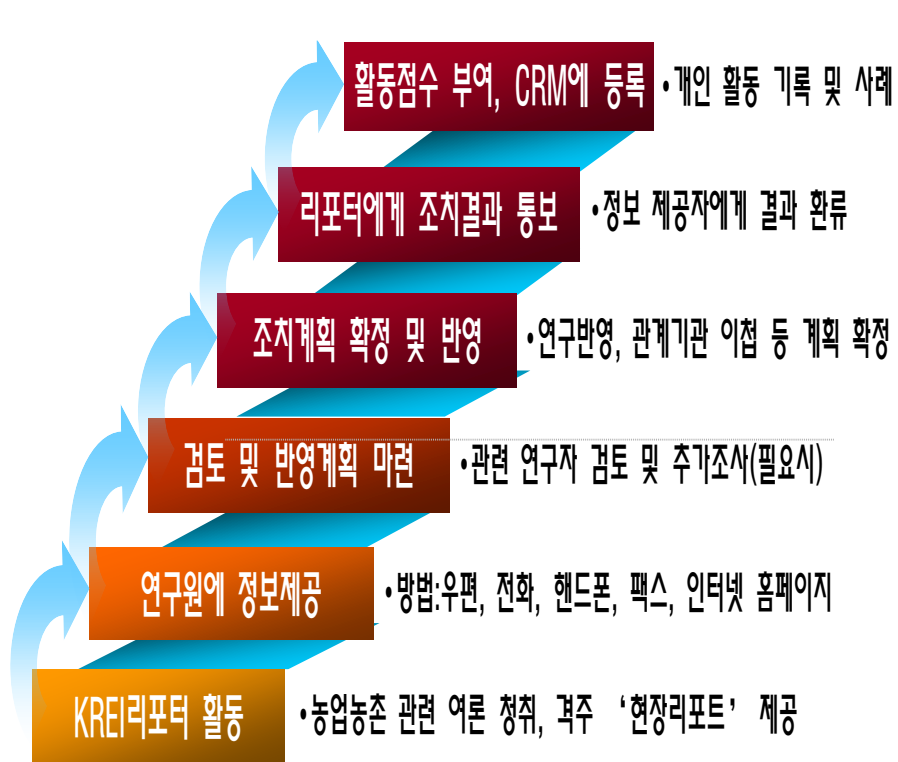 활동점수 부여, CRM에 등록 •개인 활동 기록 및 사례
리포터에게 조치결과 통보 •정보 제공자에게 결과 환류
조치계획 확정 및 반영 •연구반영, 관계기관 이첩 등 계획 확정
검토 및 반영계획 마련 •관련 연구자 검토 및 추가조사(필요시)
연구원에 정보제공 •방법:우편, 전화, 핸드폰, 팩스, 인터넷 홈페이지
KREI리포터 활동 •농업농촌 관련 여론 청취, 격주 ‘현장리포트’ 제공